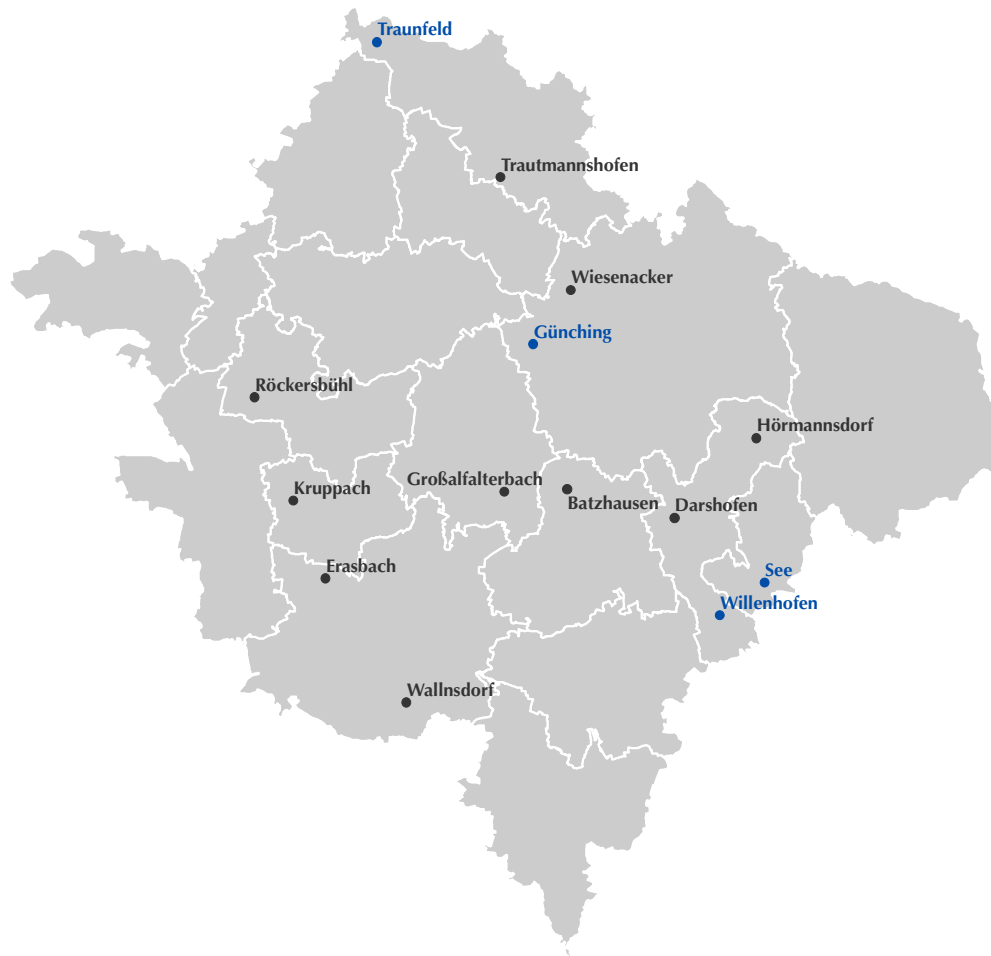 Traunfeld
Trautmannshofen
Wiesenacker
Günching
Röckersbühl
Hörmannsdorf
Großalfalterbach
Kruppach
Batzhausen
Darshofen
Erasbach
See
Willenhofen
Wallnsdorf